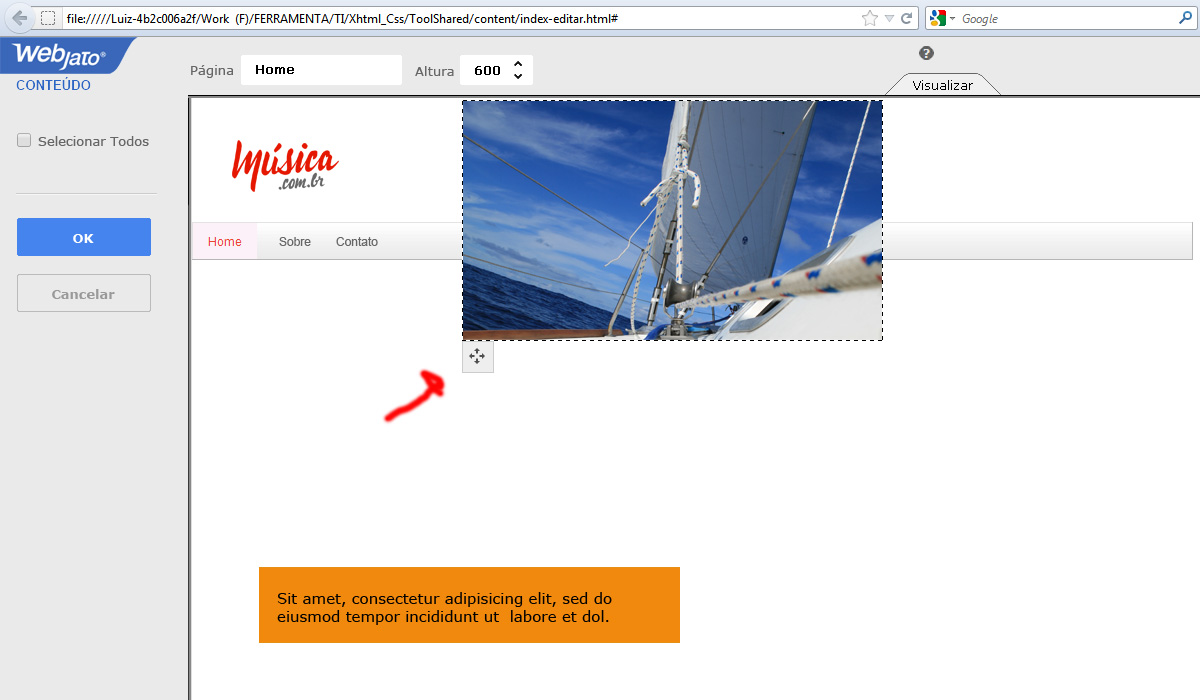 file://///Luiz-4b2c006a2f/Work (F)/FERRAMENTA/TI/Xhtml_Css/ToolShared/content/index-editar.html#
Google
Webjato®
CONTEÚDO
Página
Home
Altura
600
?
Visualizar
Selecionar Todos
OK
Cancelar
Música
.com.br
Home
Sobre
Contato
Sit amet, consectetur adipisicing elit, sed do
eiusmod tempor incididunt ut  labore et dol.